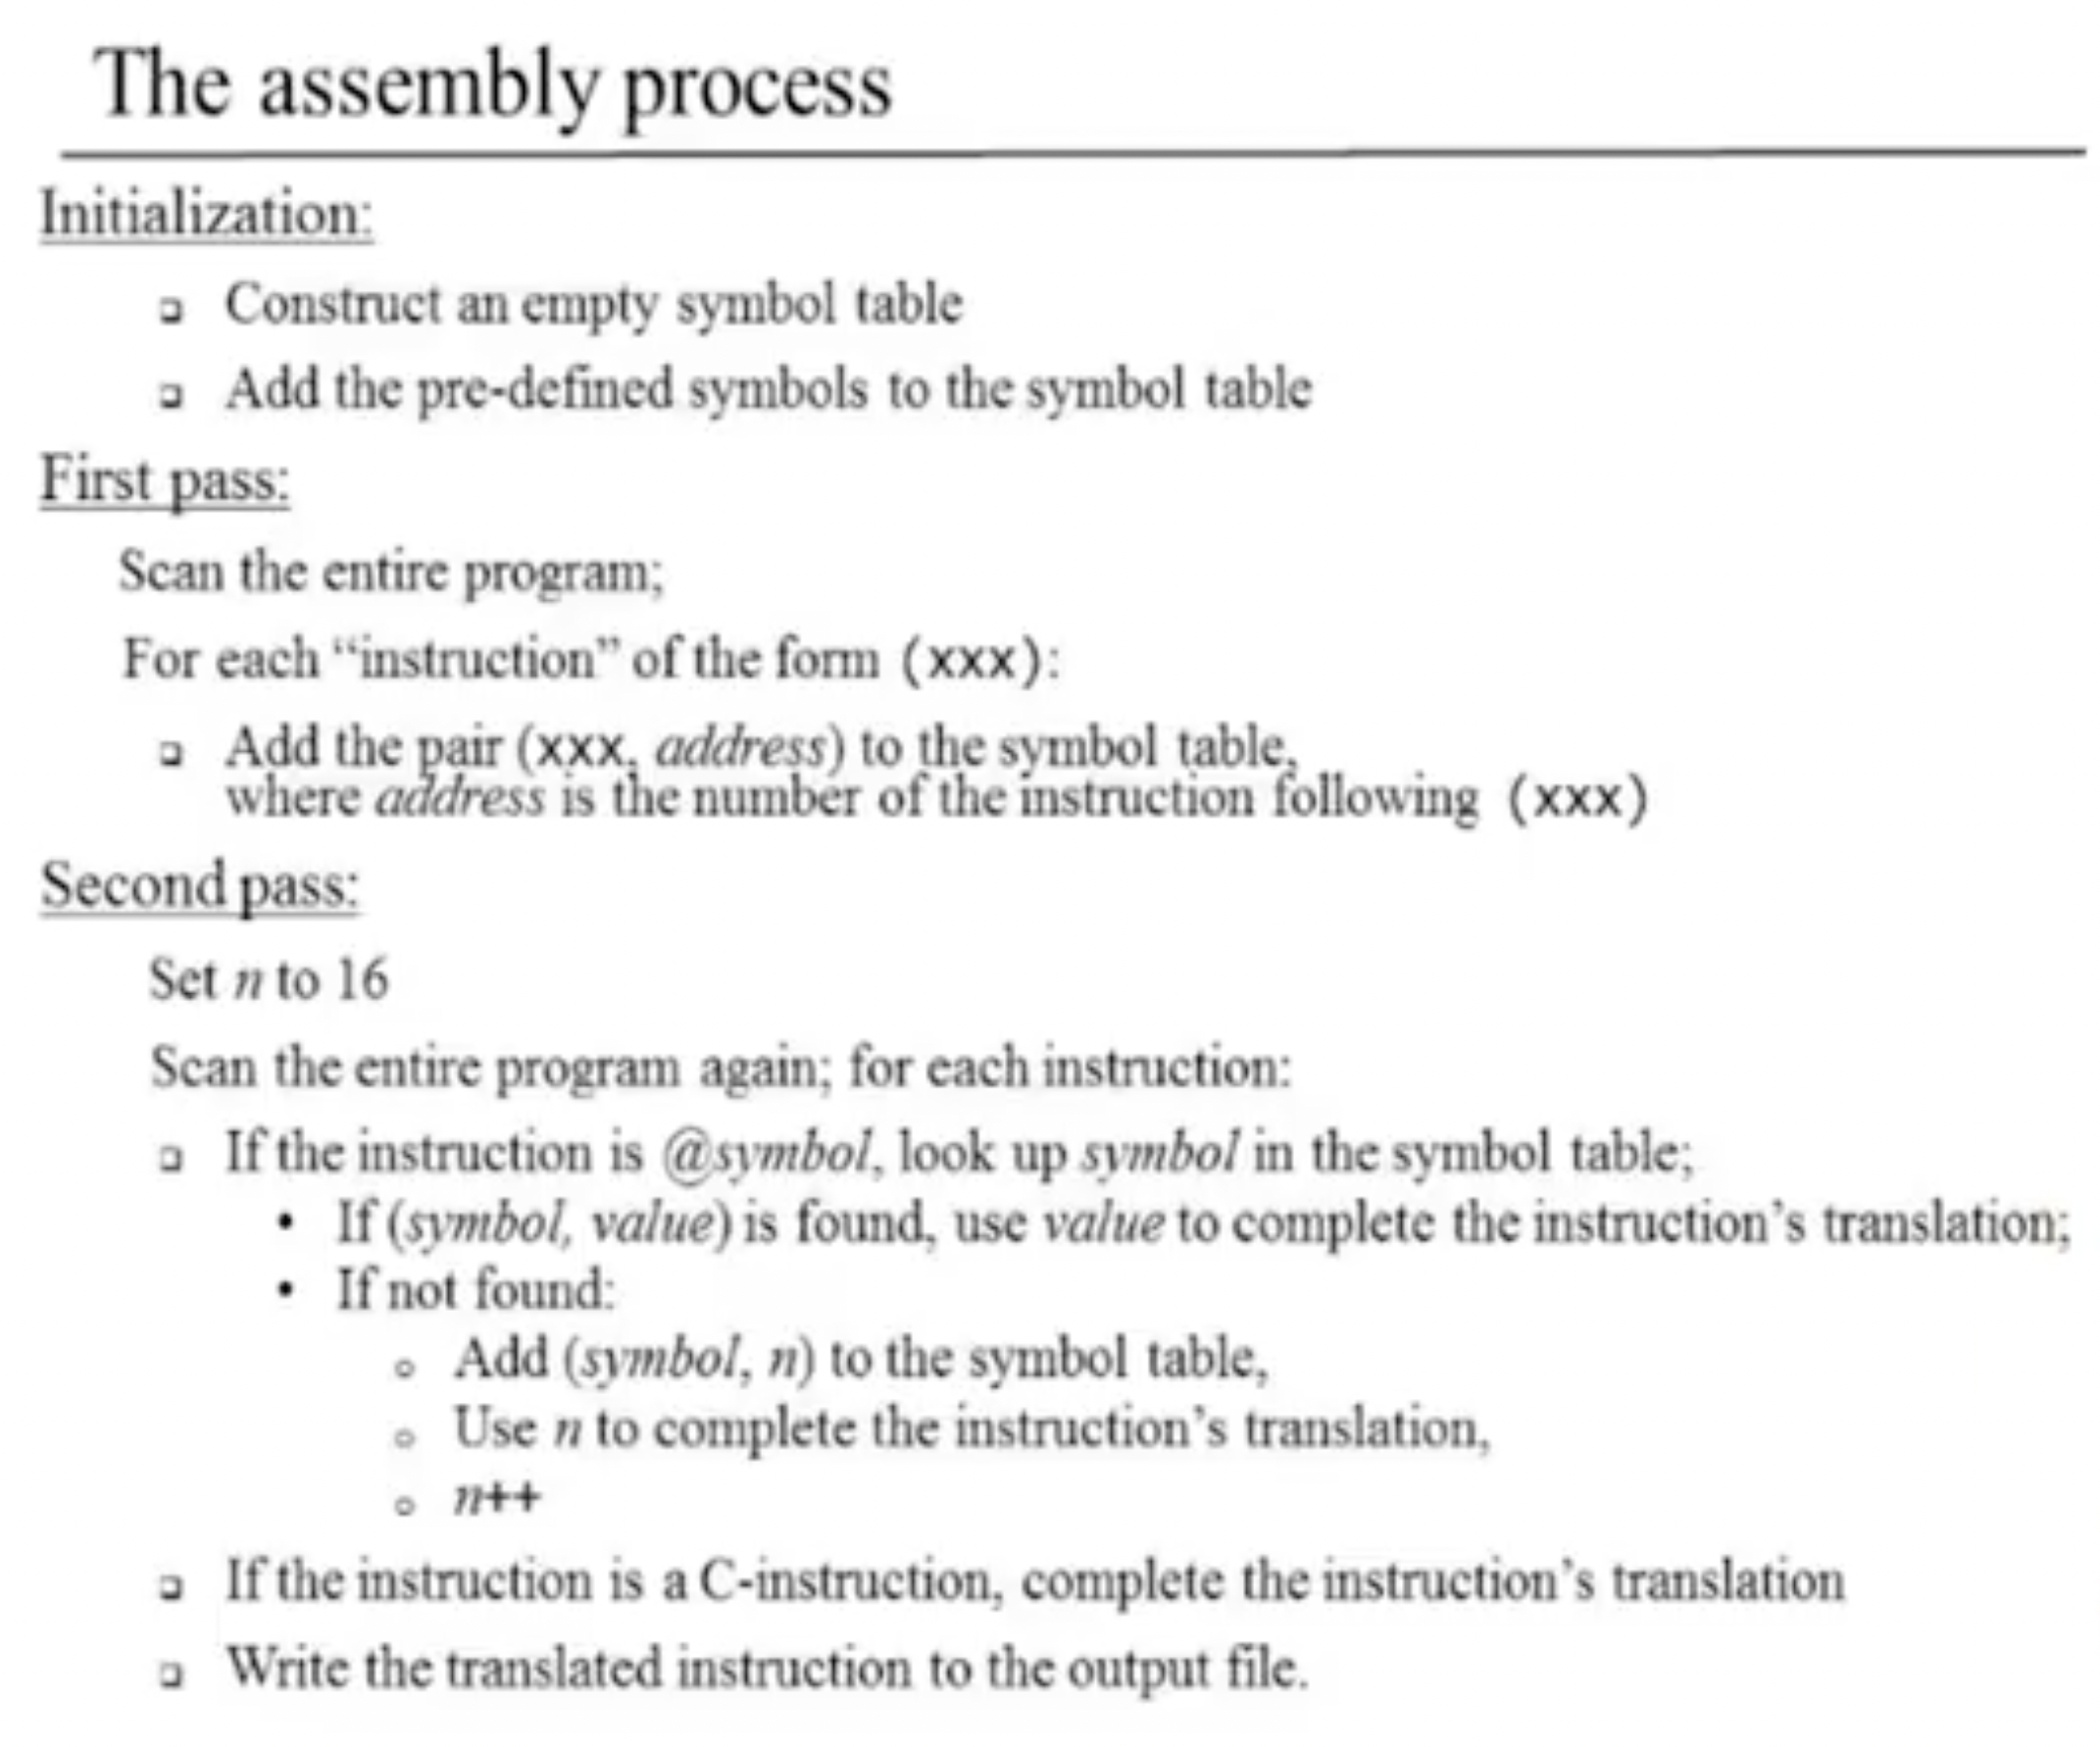 The assembly process
Initialization:
Construct an empty symbol table
Add the pre-defined symbols to the symbol table
First pass:
Scan the entire program;
For each “instruction” of the form (xxx):
Add the pair (xxx, address) to the symbol table,
where address is the number of the instruction following (xxx)
Second pass:
Set n to 16
Scan the entire program again; for each instruction:
If the instruction is @symbol, look up symbol in the symbol table;
• If (symbol, value) is found, use value to complete the instruction’s translation;
• If not found:
o Add (symbol, n) to the symbol table,
o Use n to complete the instruction’s translation,
o n++
If the instruction is a C-instruction, complete the instruction’s translation
Write the translated instruction to the output file.